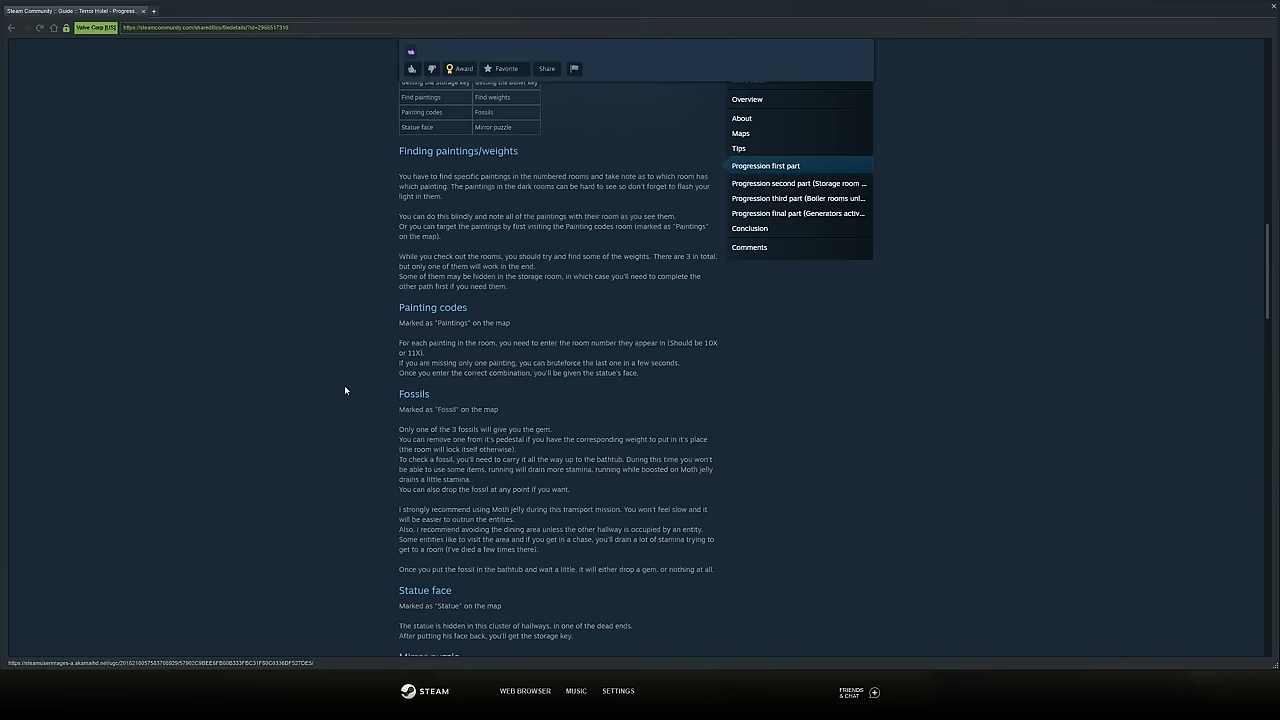 Steam Community :: Guide :: Terror Hotel - Progress...
Valve Corp [US]
https://steamcommunity.com/sharedfiles/filedetails/?id=2966517310
Award
Favorite
Share
Getting the Storage key
Getting the Boiler key
Find paintings
Find weights
Painting codes
Fossils
Statue face
Mirror puzzle
Overview
About
Maps
Tips
Progression first part
Progression second part (Storage room ...
Progression third part (Boiler rooms unl...
Progression final part (Generators activ...
Conclusion
Comments
Finding paintings/weights
You have to find specific paintings in the numbered rooms and take note as to which room has
which painting. The paintings in the dark rooms can be hard to see so don't forget to flash your
light in them.
You can do this blindly and note all of the paintings with their room as you see them.
Or you can target the paintings by first visiting the Painting codes room (marked as "Paintings"
on the map).
While you check out the rooms, you should try and find some of the weights. There are 3 in total,
but only one of them will work in the end.
Some of them may be hidden in the storage room, in which case you'll need to complete the
other path first if you need them.
Painting codes
Marked as "Paintings" on the map
For each painting in the room, you need to enter the room number they appear in (Should be 10X
or 11X).
If you are missing only one painting, you can bruteforce the last one in a few seconds.
Once you enter the correct combination, you'll be given the statue's face.
Fossils
Marked as "Fossil" on the map
Only one of the 3 fossils will give you the gem.
You can remove one from it's pedestal if you have the corresponding weight to put in it's place
(the room will lock itself otherwise).
To check a fossil, you'll need to carry it all the way up to the bathtub. During this time you won't
be able to use some items, running will drain more stamina, running while boosted on Moth jelly
drains a little stamina.
You can also drop the fossil at any point if you want.
I strongly recommend using Moth jelly during this transport mission. You won't feel slow and it
will be easier to outrun the entities.
Also, I recommend avoiding the dining area unless the other hallway is occupied by an entity.
Some entities like to visit the area and if you get in a chase, you'll drain a lot of stamina trying to
get to a room (I've died a few times there).
Once you put the fossil in the bathtub and wait a little, it will either drop a gem, or nothing at all.
Statue face
Marked as "Statue" on the map
The statue is hidden in this cluster of hallways, in one of the dead ends.
After putting his face back, you'll get the storage key.
Mirror puzzle
STEAM
WEB BROWSER
MUSIC
SETTINGS
FRIENDS
& CHAT